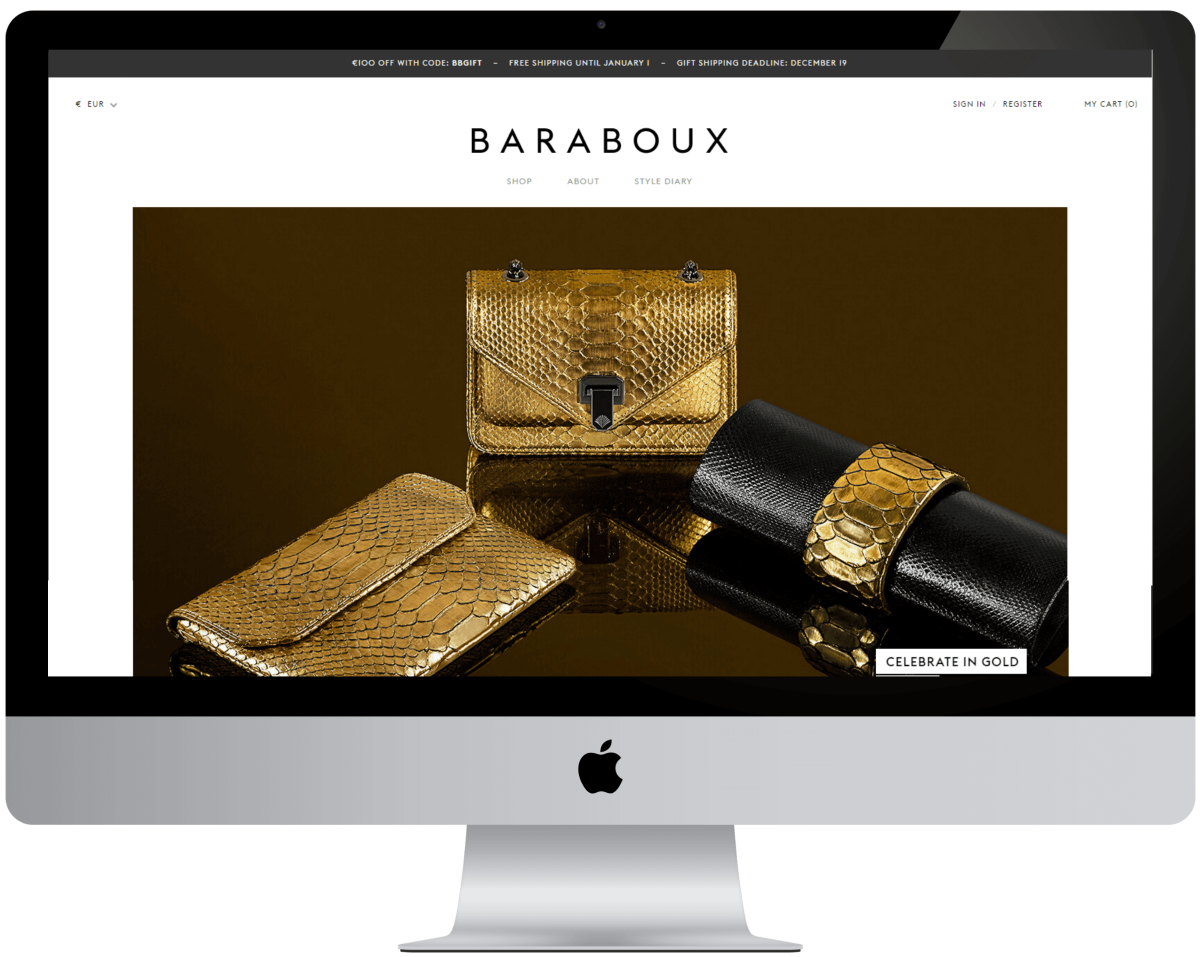 €100 OFF WITH CODE: BBGIFT – FREE SHIPPING UNTIL JANUARY 1 – GIFT SHIPPING DEADLINE: DECEMBER 19
€ EUR SIGN IN / REGISTER MY CART (0)
BARABOUX
SHOP ABOUT STYLE DIARY
CELEBRATE IN GOLD